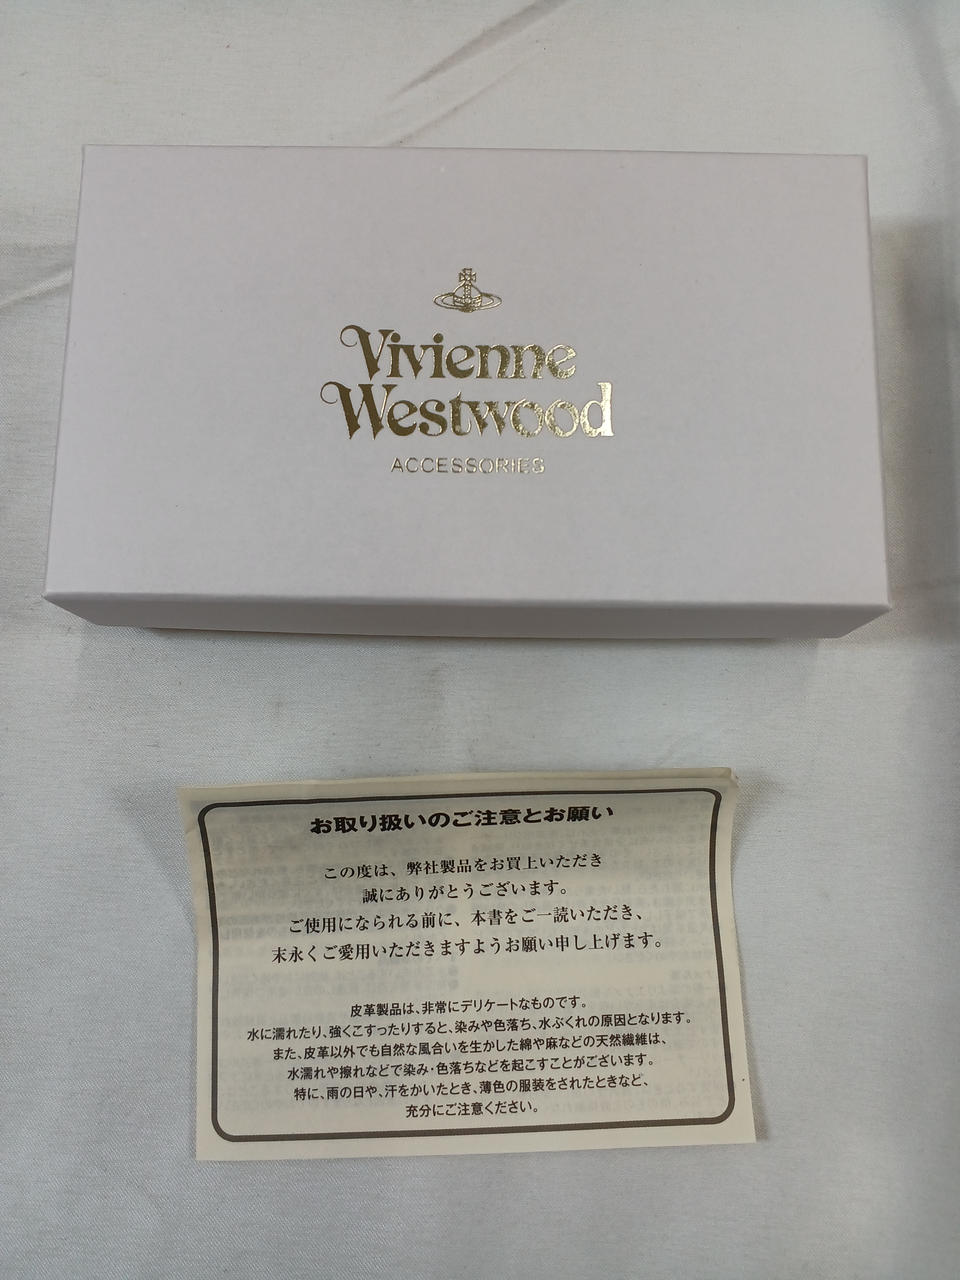 Vivienne
Westwood
ACCESSORIES
お取り扱いのご注意とお願い
この度は、弊社製品をお買上いただき
誠にありがとうございます。
ご使用になられる前に、本書をご一読いただき、
末永くご愛用いただきますようお願い申し上げます。
皮革製品は、非常にデリケートなものです。
水に濡れたり、強くこすったりすると、染みや色落ち、水ぶくれの原因となります。
また、皮革以外でも自然な風合いを生かした綿や麻などの天然繊維は、
水濡れや擦れなどで染み・色落ちなどを起こすことがございます。
特に、雨の日や、汗をかいたとき、薄色の服装をされたときなど、
充分にご注意ください。